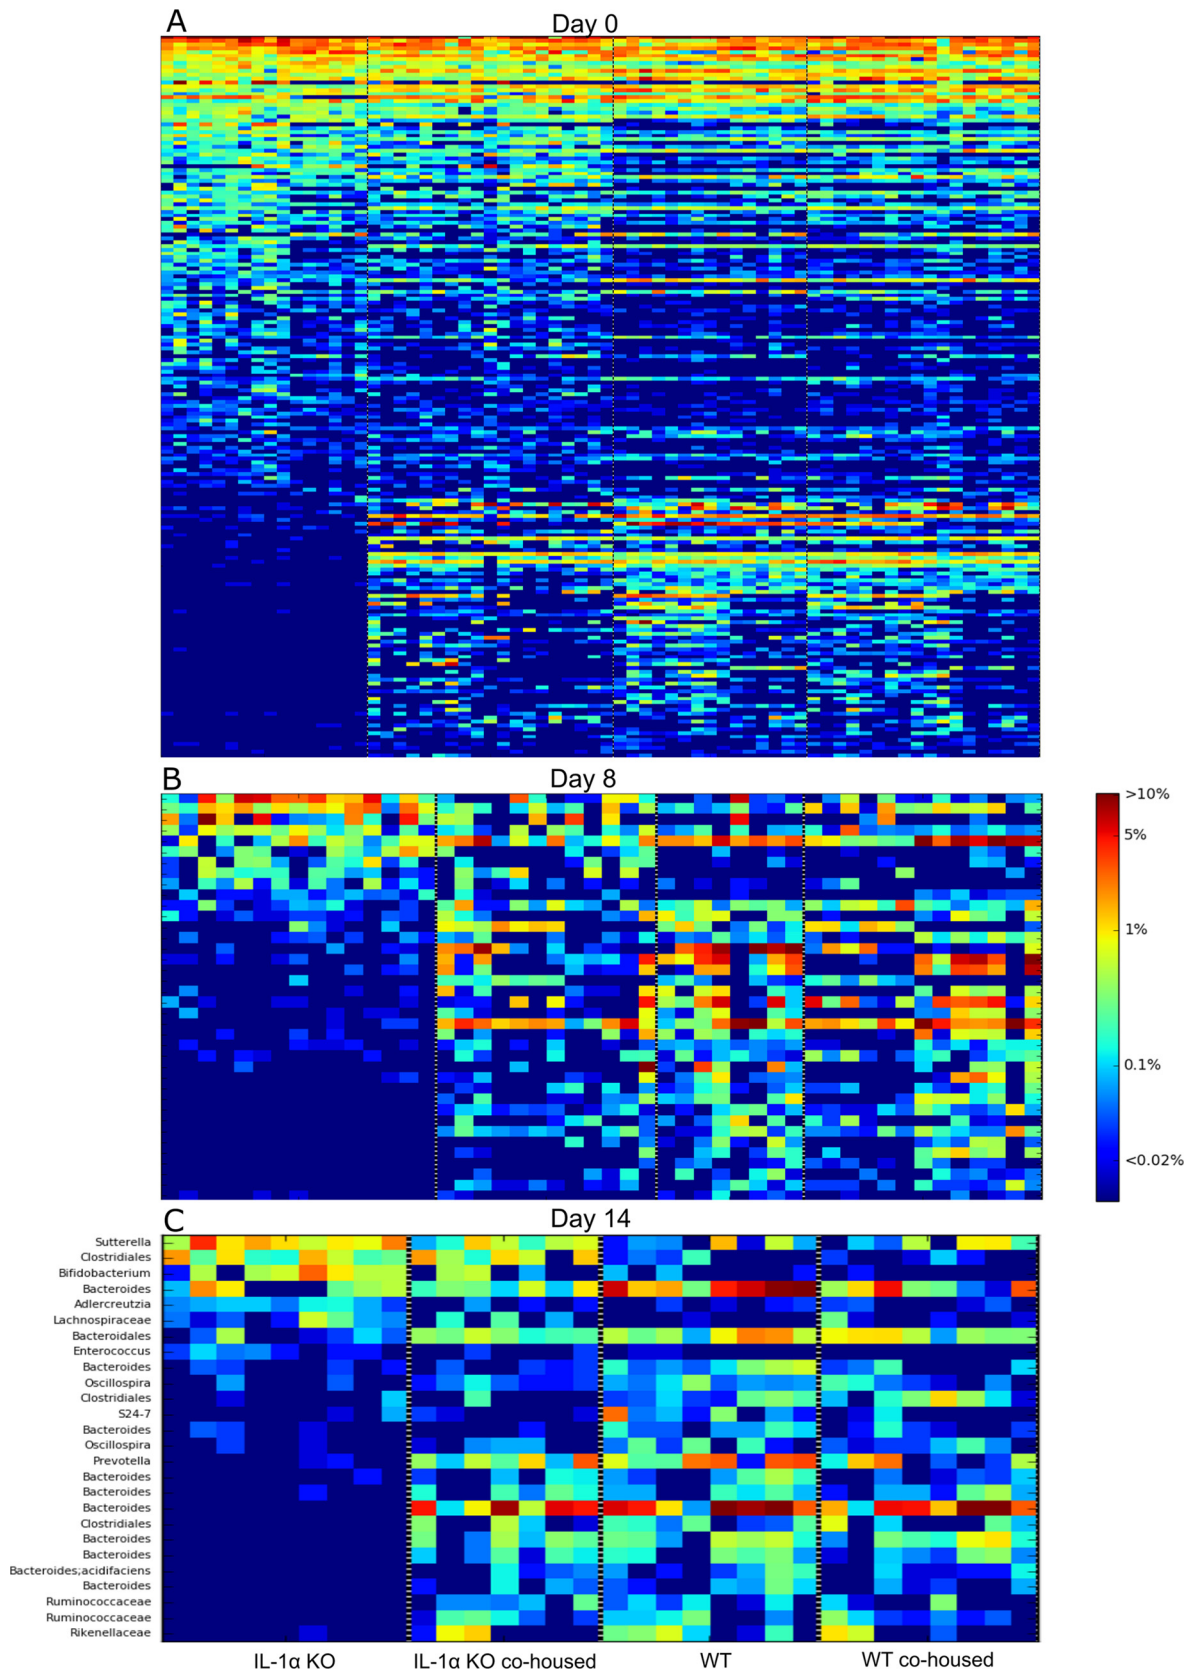 A
Day 0
B
Day 8
>10%
5%
1%
0.1%
<0.02%
C
Day 14
Sutterella
Clostridiales
Bifidobacterium
Bacteroides
Adlercreutzia
Lachnospiraceae
Bacteroidales
Enterococcus
Bacteroides
Oscillospira
Clostridiales
S24-7
Bacteroides
Oscillospira
Prevotella
Bacteroides
Bacteroides
Bacteroides
Clostridiales
Bacteroides
Bacteroides
Bacteroides;acidifaciens
Bacteroides
Ruminococcaceae
Ruminococcaceae
Rikenellaceae
IL-1α KO
IL-1α KO co-housed
WT
WT co-housed